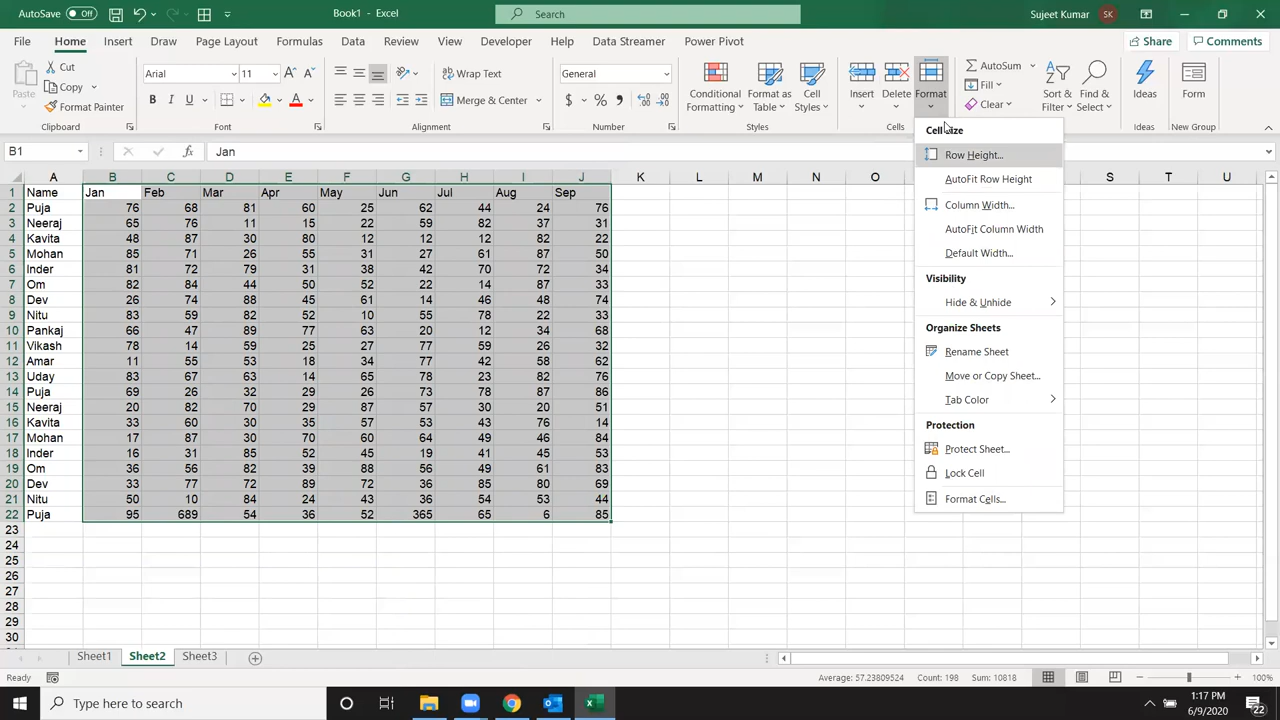 AutoSave Off Book1 - Excel Search Sujeet Kumar SK
File Home Insert Draw Page Layout Formulas Data Review View Developer Help Data Streamer Power Pivot Share Comments
Paste Cut Copy Format Painter Arial 11 Wrap Text Merge & Center General Conditional Formatting Format as Table Cell Styles Insert Delete Format AutoSum Fill Clear Sort & Filter Find & Select Ideas Form
Clipboard Font Alignment Number Styles Cells Ideas New Group
B1 Jan
A B C D E F G H I J K L M N O S T U
1 Name Jan Feb Mar Apr May Jun Jul Aug Sep
2 Puja 76 68 81 60 25 62 44 24 76
3 Neeraj 65 76 11 15 22 59 82 37 31
4 Kavita 48 87 30 80 12 12 12 82 22
5 Mohan 85 71 26 55 31 27 61 87 50
6 Inder 81 72 79 31 38 42 70 72 34
7 Om 82 84 44 50 52 22 14 87 33
8 Dev 26 74 88 45 61 14 46 48 74
9 Nitu 83 59 82 52 10 55 78 22 33
10 Pankaj 66 47 89 77 63 20 12 34 68
11 Vikash 78 14 59 25 27 77 59 26 32
12 Amar 11 55 53 18 34 77 42 58 62
13 Uday 83 67 63 14 65 78 23 82 76
14 Puja 69 26 32 29 26 73 78 87 86
15 Neeraj 20 82 70 29 87 57 30 20 51
16 Kavita 33 60 30 35 57 53 43 76 14
17 Mohan 17 87 30 70 60 64 49 46 84
18 Inder 16 31 85 52 45 19 41 45 53
19 Om 36 56 82 39 88 56 49 61 83
20 Dev 33 77 72 89 72 36 85 80 69
21 Nitu 50 10 84 24 43 36 54 53 44
22 Puja 95 689 54 36 52 365 65 6 85
23
24
25
26
27
28
29
30
Cell Size
Row Height...
AutoFit Row Height
Column Width...
AutoFit Column Width
Default Width...
Visibility
Hide & Unhide
Organize Sheets
Rename Sheet
Move or Copy Sheet...
Tab Color
Protection
Protect Sheet...
Lock Cell
Format Cells...
Sheet1 Sheet2 Sheet3
Ready Average: 57.23809524 Count: 198 Sum: 10818 100%
Type here to search 1:17 PM
6/9/2020 22